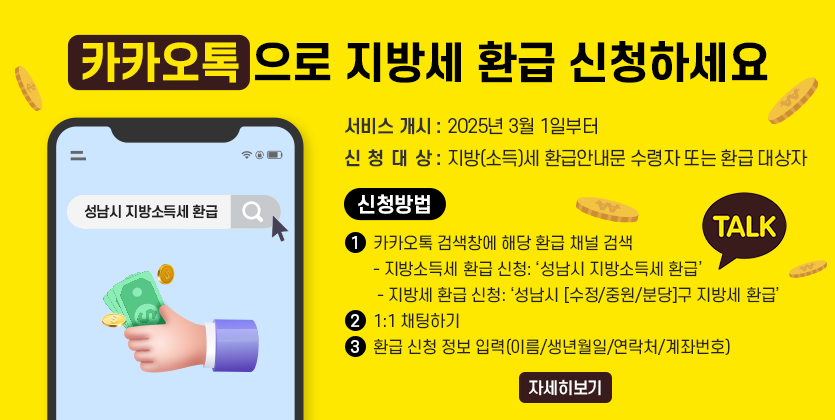 카카오톡으로 지방세 환급 신청하세요
서비스 개시 : 2025년 3월 1일부터
신 청 대 상 : 지방(소득)세 환급안내문 수령자 또는 환급 대상자
성남시 지방소득세 환급
신청방법
TALK
1 카카오톡 검색창에 해당 환급 채널 검색
- 지방소득세 환급 신청: ‘성남시 지방소득세 환급’
- 지방세 환급 신청: ‘성남시 [수정/중원/분당]구 지방세 환급’
2 1:1 채팅하기
3 환급 신청 정보 입력(이름/생년월일/연락처/계좌번호)
자세히보기